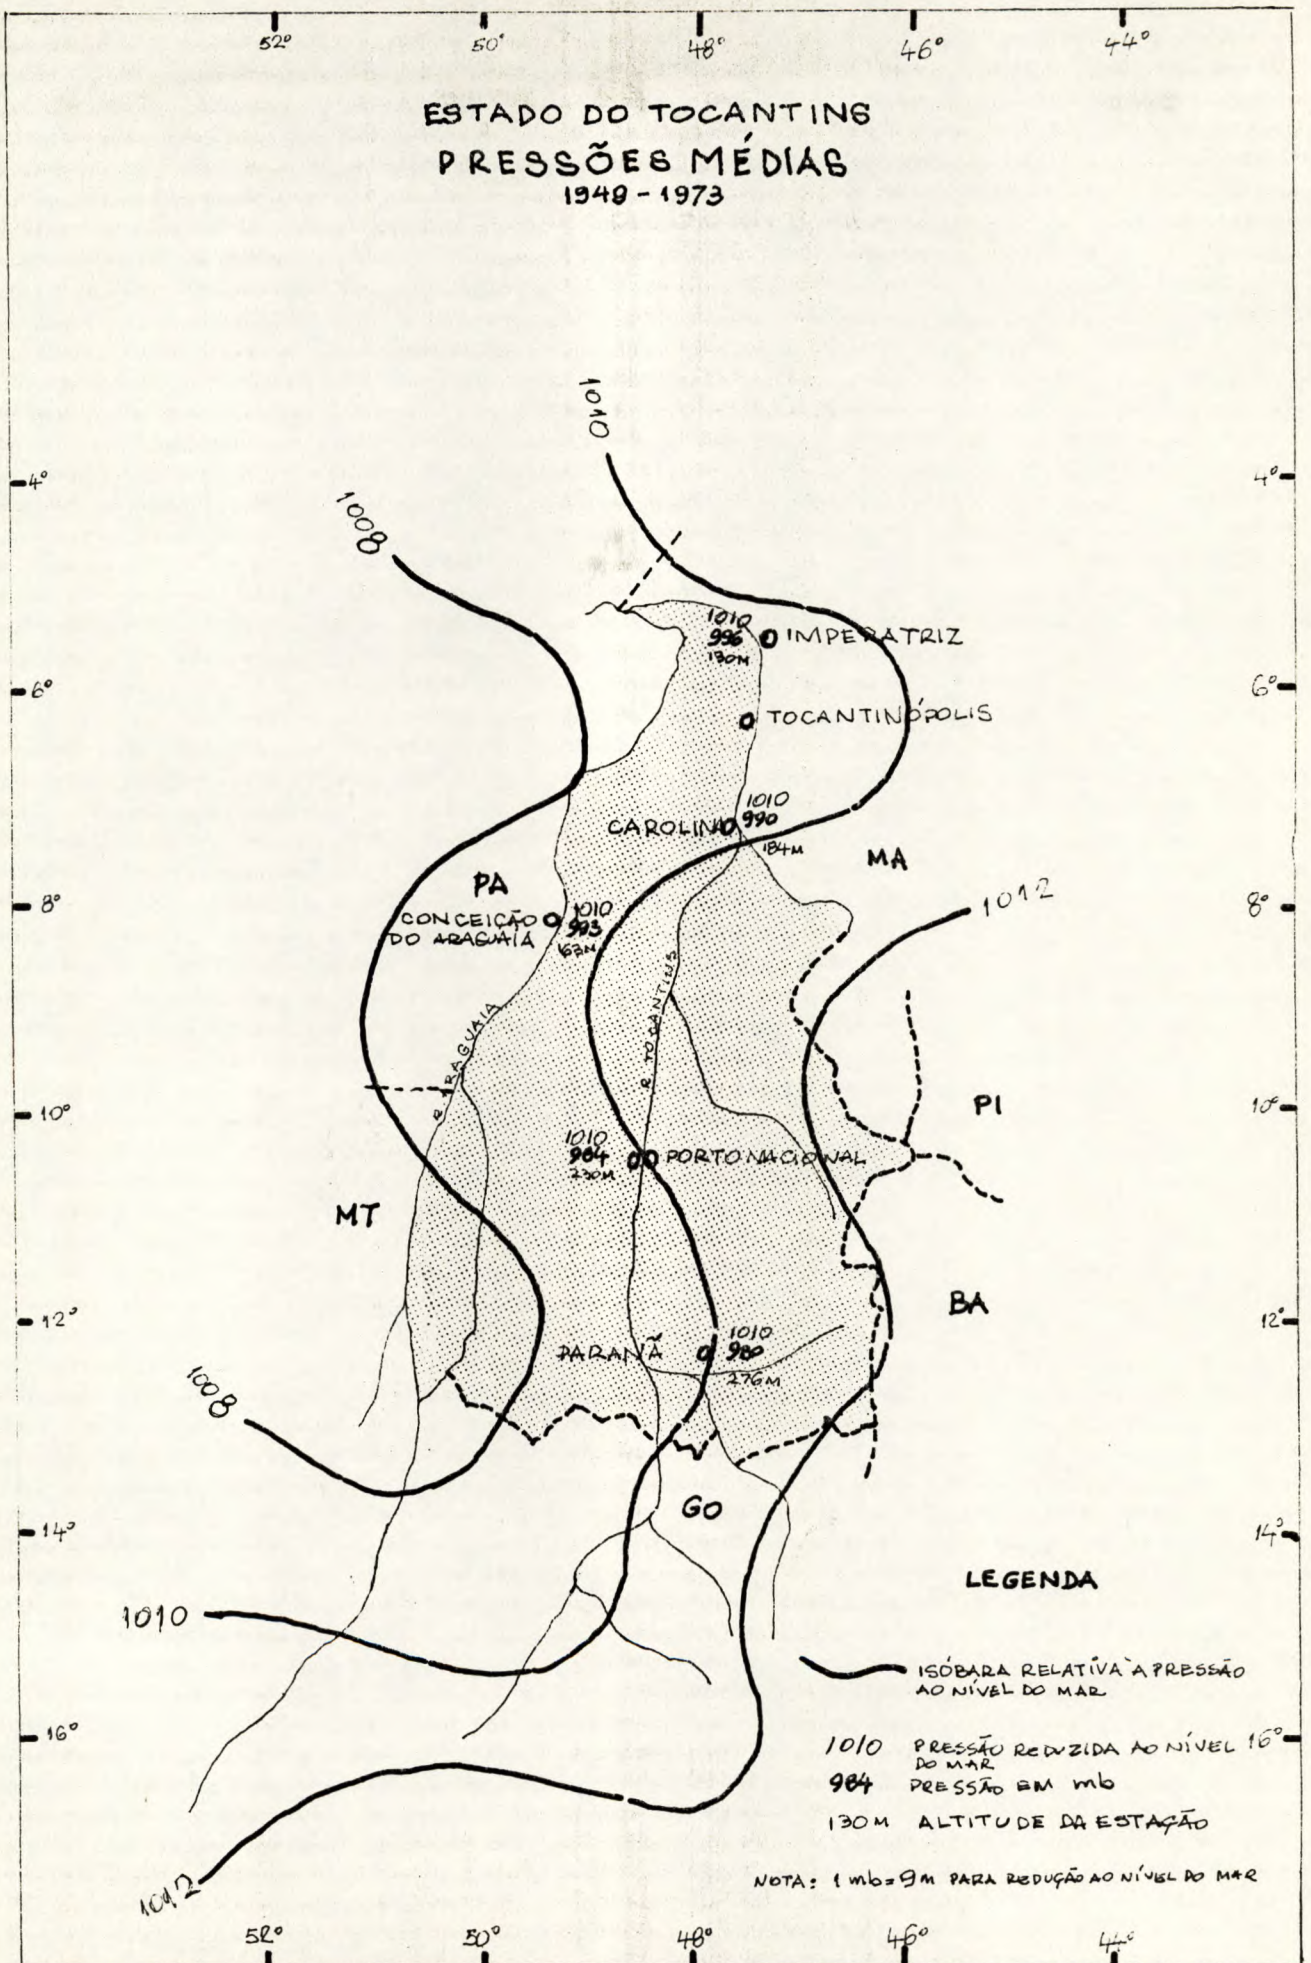 52° 50° 48° 46° 44°
ESTADO DO TOCANTINS
PRESSÕES MÉDIAS
1949 - 1973
1010
4° 4°
1008
1010
996
130M
IMPERATRIZ
6° 6°
TOCANTINÓPOLIS
1010
CAROLINA 990
184M
MA
PA
8° 8°
1012
CONCEIÇÃO
DO ARAGUAIA
1010
993
163M
R. TOCANTINS
R. ARAGUAIA
10° 10°
PI
1010
984
230M
PORTO NACIONAL
MT
BA
12° 12°
PARANÃ
1010
980
276M
1008
GO
14° 14°
LEGENDA
1010
ISÓBARA RELATIVA À PRESSÃO
AO NÍVEL DO MAR
16° 16°
1010 PRESSÃO REDUZIDA AO NÍVEL
DO MAR
984 PRESSÃO EM mb
130M ALTITUDE DA ESTAÇÃO
NOTA: 1 mb = 9m PARA REDUÇÃO AO NÍVEL DO MAR
1012
52° 50° 48° 46° 44°